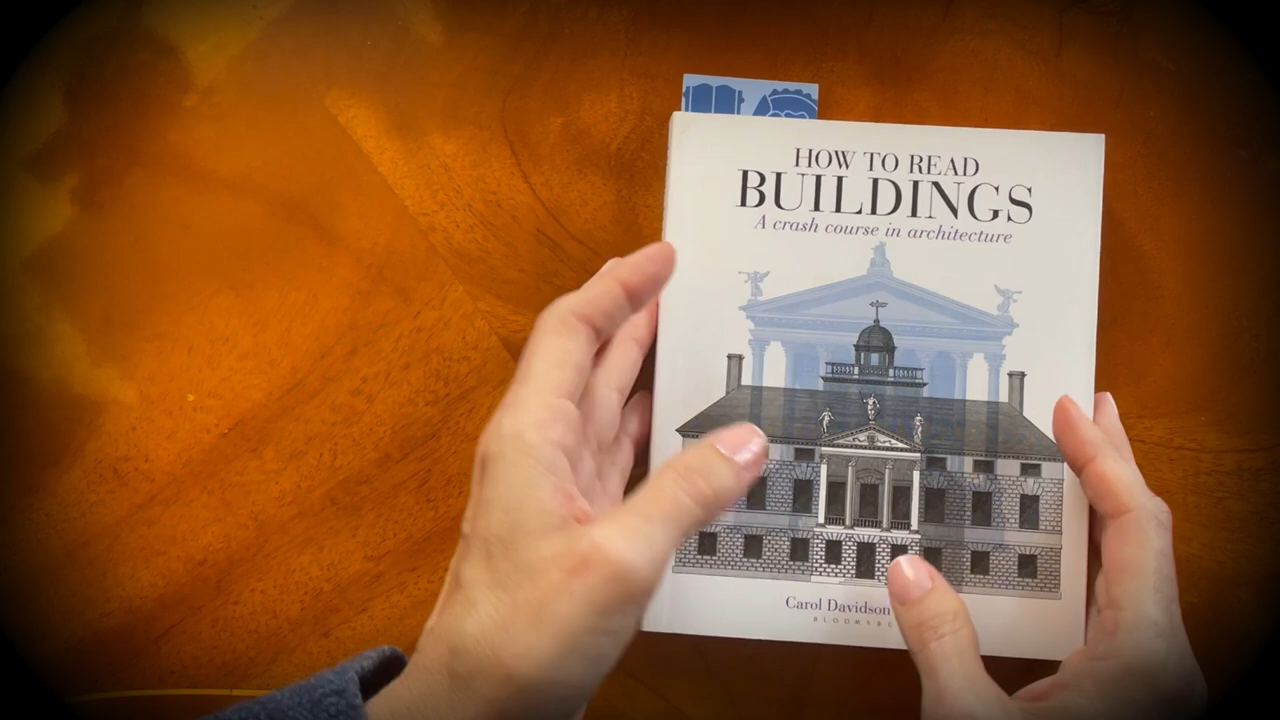 HOW TO READ
BUILDINGS
A crash course in architecture
Carol Davidson